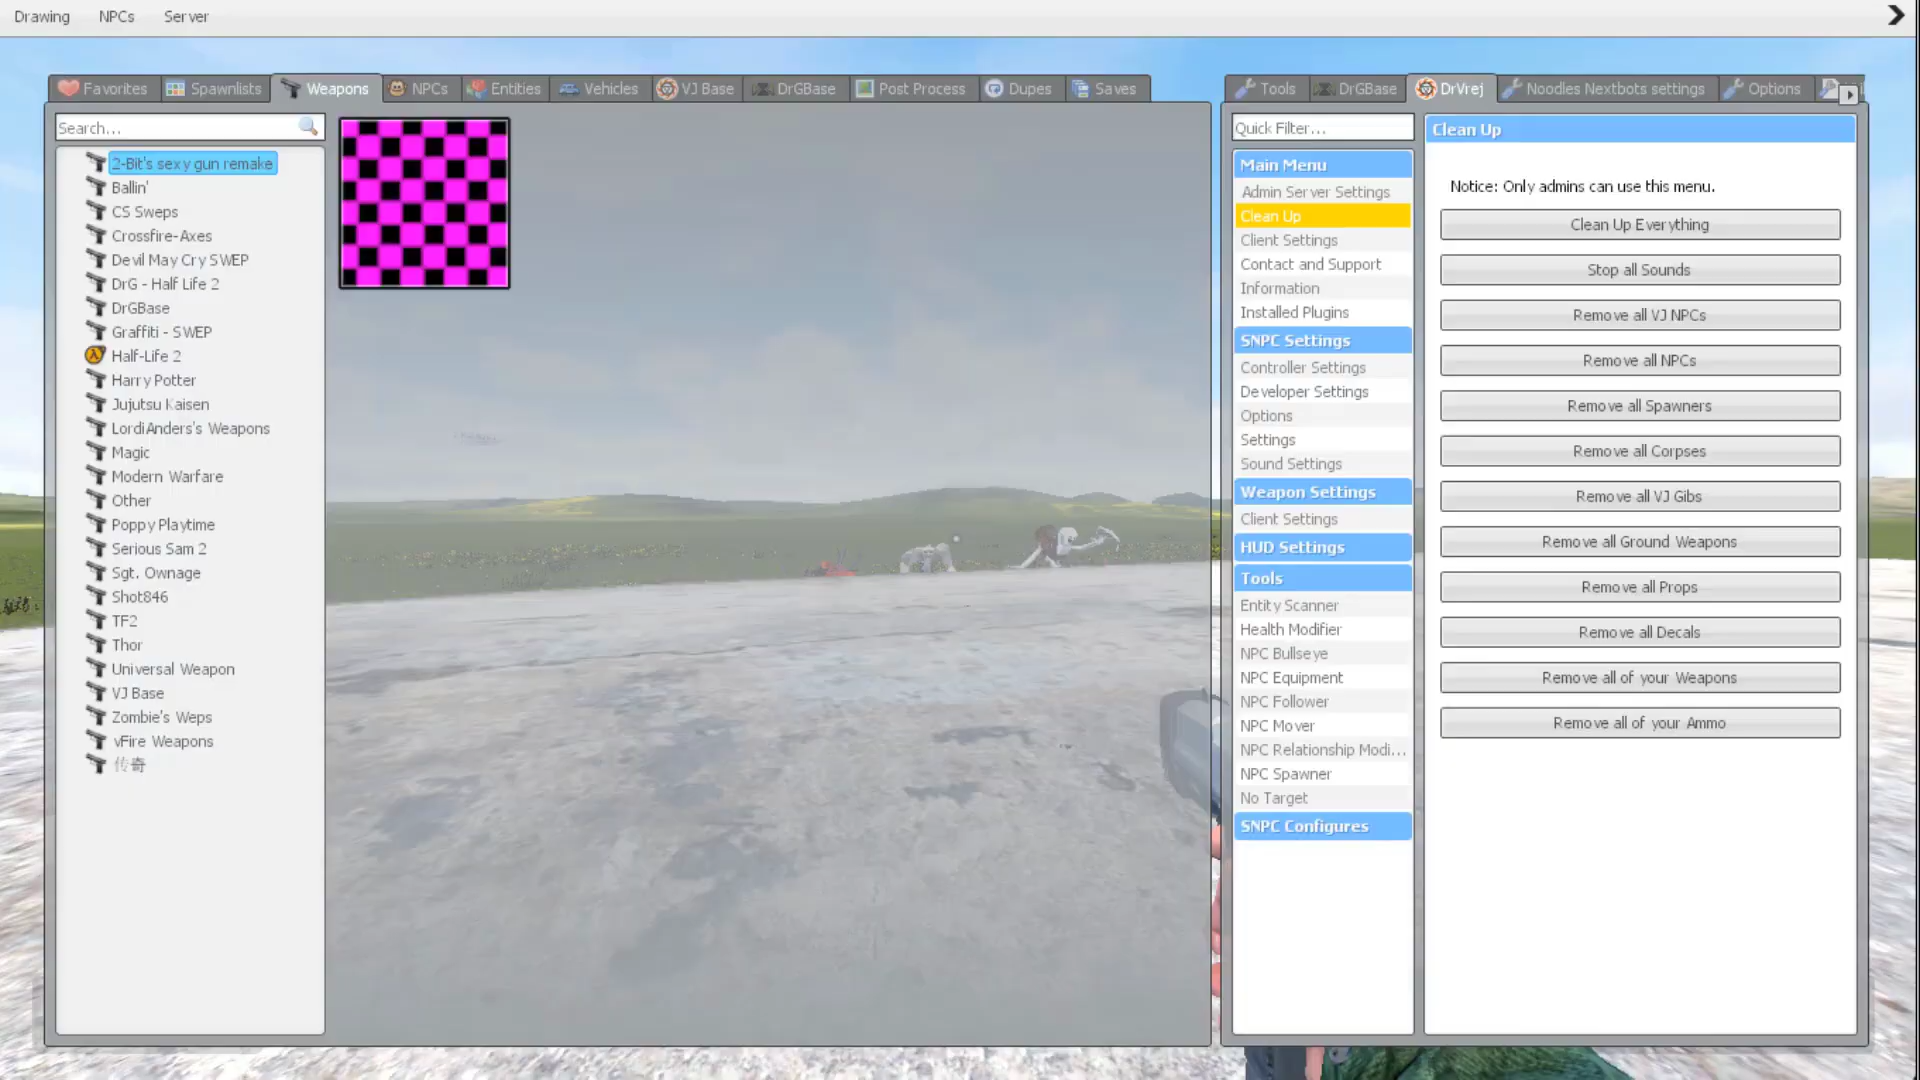 Drawing NPCs Server
Favorites Spawnlists Weapons NPCs Entities Vehicles VJ Base DrGBase Post Process Dupes Saves
Search...
2-Bit's sexy gun remake
Ballin'
CS Sweps
Crossfire-Axes
Devil May Cry SWEP
DrG - Half Life 2
DrGBase
Graffiti - SWEP
Half-Life 2
Harry Potter
Jujutsu Kaisen
LordiAnders's Weapons
Magic
Modern Warfare
Other
Poppy Playtime
Serious Sam 2
Sgt. Ownage
Shot846
TF2
Thor
Universal Weapon
VJ Base
Zombie's Weps
vFire Weapons
传奇
Tools DrGBase DrVrej Noodles Nextbots settings Options
Quick Filter...
Main Menu
Admin Server Settings
Clean Up
Client Settings
Contact and Support
Information
Installed Plugins
SNPC Settings
Controller Settings
Developer Settings
Options
Settings
Sound Settings
Weapon Settings
Client Settings
HUD Settings
Tools
Entity Scanner
Health Modifier
NPC Bullseye
NPC Equipment
NPC Follower
NPC Mover
NPC Relationship Modi...
NPC Spawner
No Target
SNPC Configures
Clean Up
Notice: Only admins can use this menu.
Clean Up Everything
Stop all Sounds
Remove all VJ NPCs
Remove all NPCs
Remove all Spawners
Remove all Corpses
Remove all VJ Gibs
Remove all Ground Weapons
Remove all Props
Remove all Decals
Remove all of your Weapons
Remove all of your Ammo